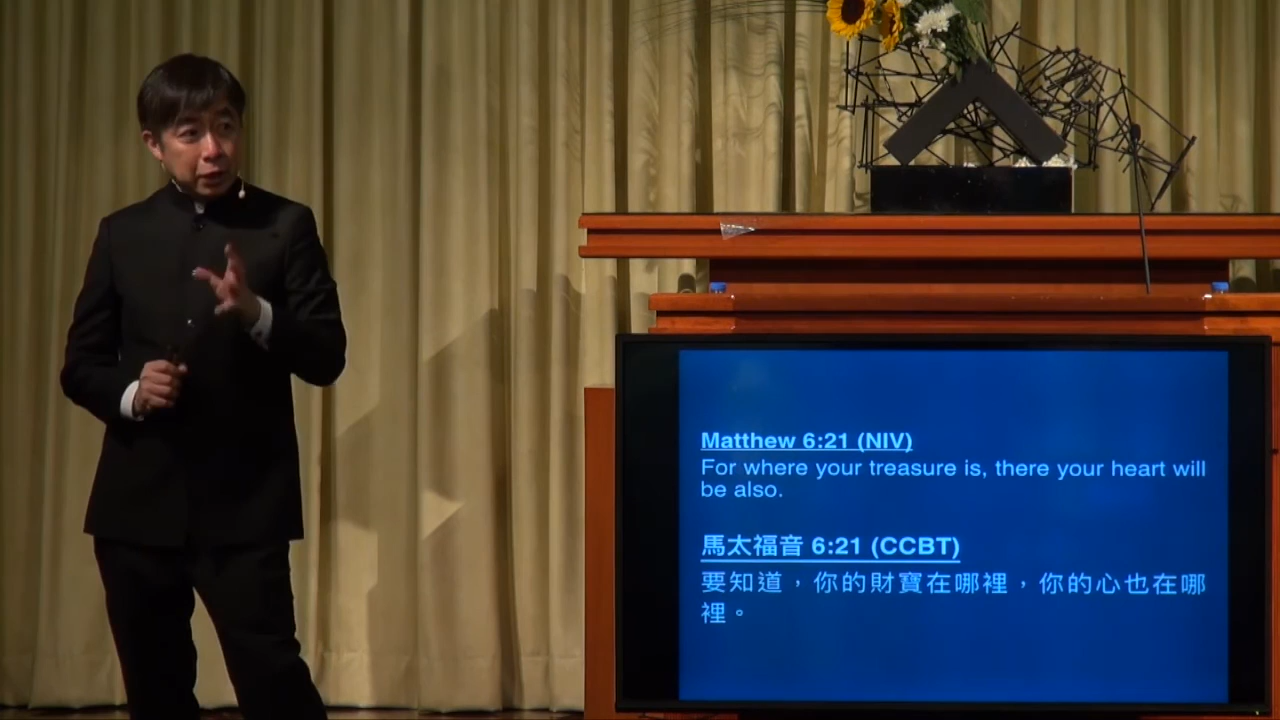 Matthew 6:21 (NIV)
For where your treasure is, there your heart will
be also.
馬太福音 6:21 (CCBT)
要知道，你的財寶在哪裡，你的心也在哪
裡。